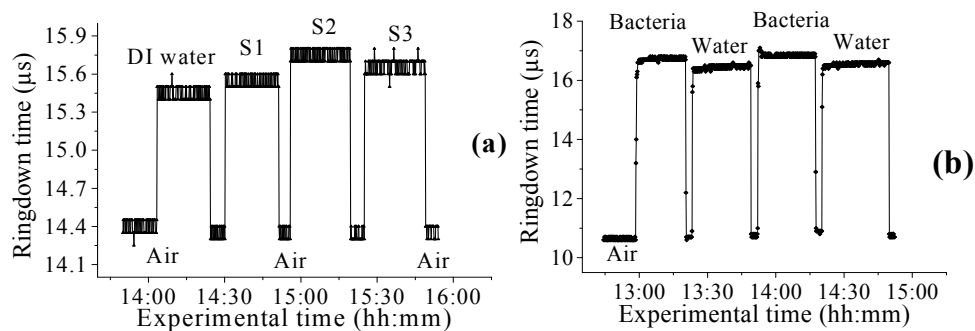 15.9
15.6
15.3
15.0
14.7
14.4
14.1
Ringdown time (μs)
DI water
S1
S2
S3
Air
Air
Air
(a)
14:00 14:30 15:00 15:30 16:00
Experimental time (hh:mm)
18
16
14
12
10
Ringdown time (μs)
Bacteria
Water
Bacteria
Water
Air
(b)
13:00 13:30 14:00 14:30 15:00
Experimental time (hh:mm)